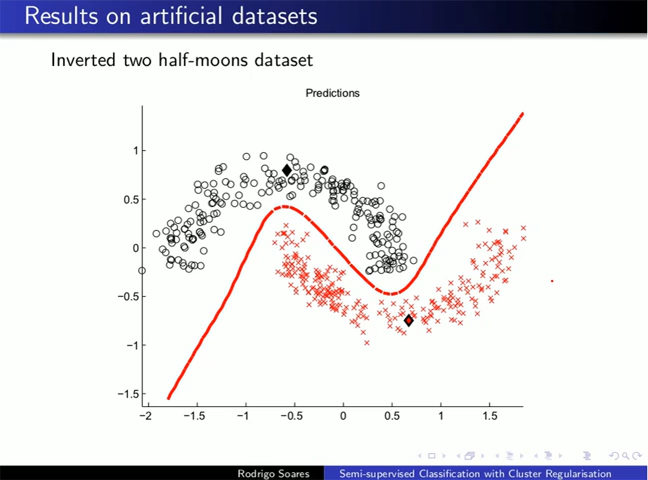 Results on artificial datasets
Inverted two half-moons dataset
Predictions
1
0.5
0
−0.5
−1
−1.5
−2 −1.5 −1 −0.5 0 0.5 1 1.5
Rodrigo Soares Semi-supervised Classification with Cluster Regularisation